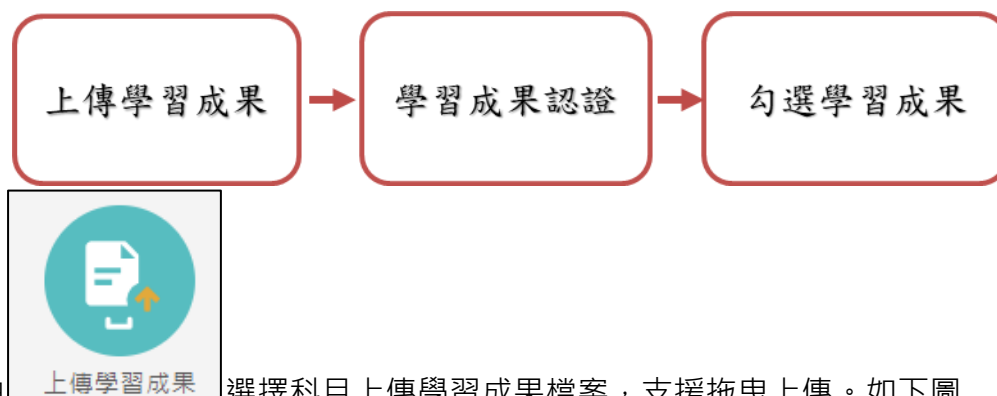 上傳學習成果
學習成果認證
勾選學習成果
上傳學習成果
選擇科目上傳學習成果檔案，支援拖曳上傳。如下圖